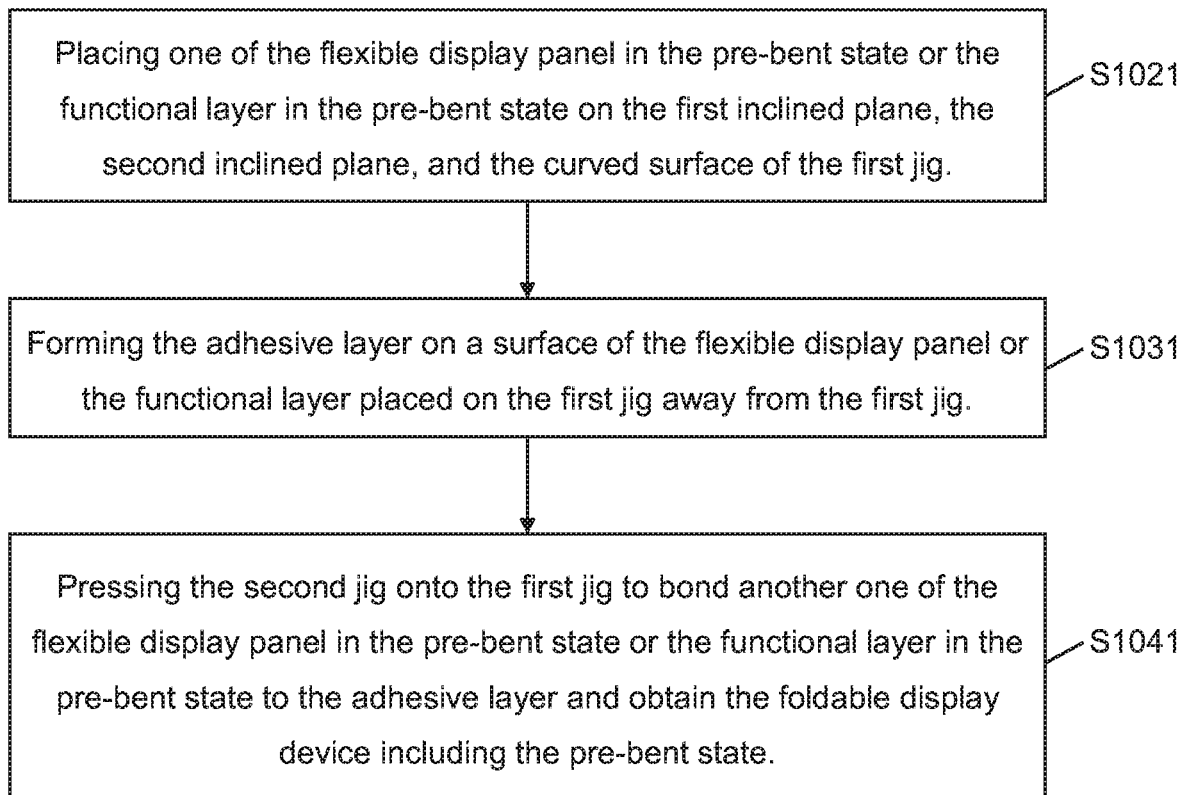 Placing one of the flexible display panel in the pre-bent state or the
functional layer in the pre-bent state on the first inclined plane, the
second inclined plane, and the curved surface of the first jig.
S1021
Forming the adhesive layer on a surface of the flexible display panel or
the functional layer placed on the first jig away from the first jig.
S1031
Pressing the second jig onto the first jig to bond another one of the
flexible display panel in the pre-bent state or the functional layer in the
pre-bent state to the adhesive layer and obtain the foldable display
device including the pre-bent state.
S1041